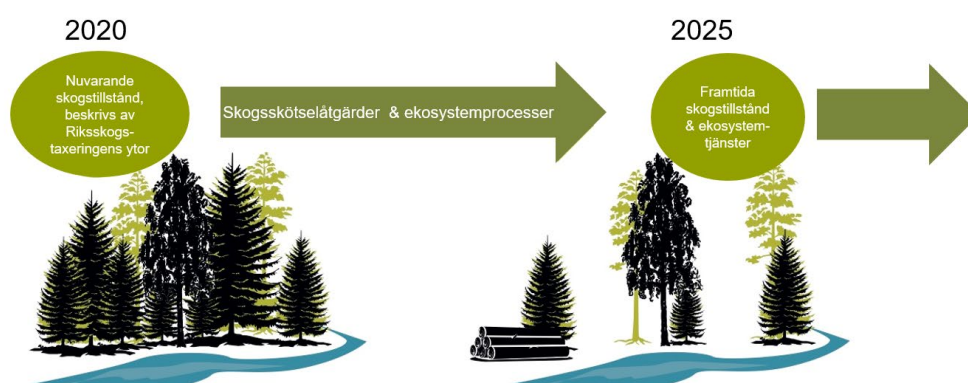 2020
Nuvarande
skogstillstånd,
beskrivs av
Riksskogs-
taxeringens ytor
Skogsskötselåtgärder & ekosystemprocesser
2025
Framtida
skogstillstånd
& ekosystem-
tjänster